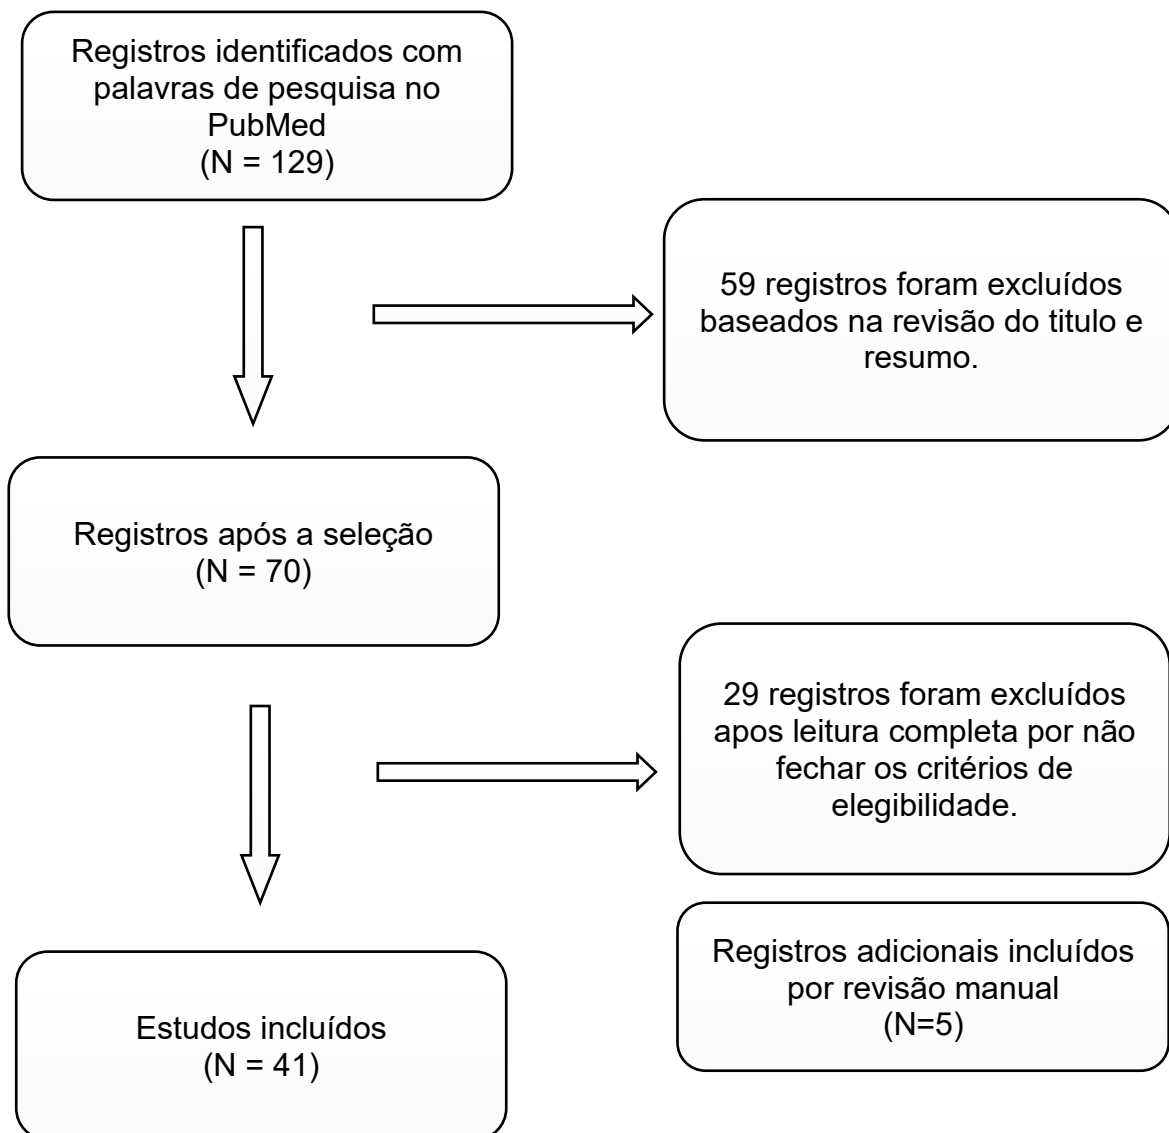 Registros identificados com
palavras de pesquisa no
PubMed
(N = 129)
59 registros foram excluídos
baseados na revisão do titulo e
resumo.
Registros após a seleção
(N = 70)
29 registros foram excluídos
apos leitura completa por não
fechar os critérios de
elegibilidade.
Registros adicionais incluídos
por revisão manual
(N=5)
Estudos incluídos
(N = 41)